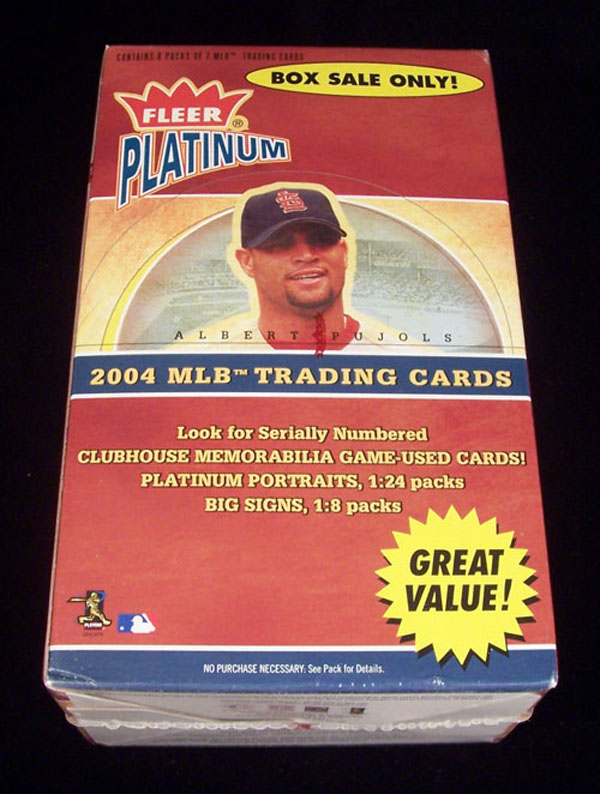 CONTAINS 8 PACKS OF 7 MLB™ TRADING CARDS
BOX SALE ONLY!
FLEER ®
PLATINUM
ALBERT PUJOLS
2004 MLB™ TRADING CARDS
Look for Serially Numbered
CLUBHOUSE MEMORABILIA GAME-USED CARDS!
PLATINUM PORTRAITS, 1:24 packs
BIG SIGNS, 1:8 packs
GREAT
VALUE!
PLAYERS
NO PURCHASE NECESSARY: See Pack for Details.